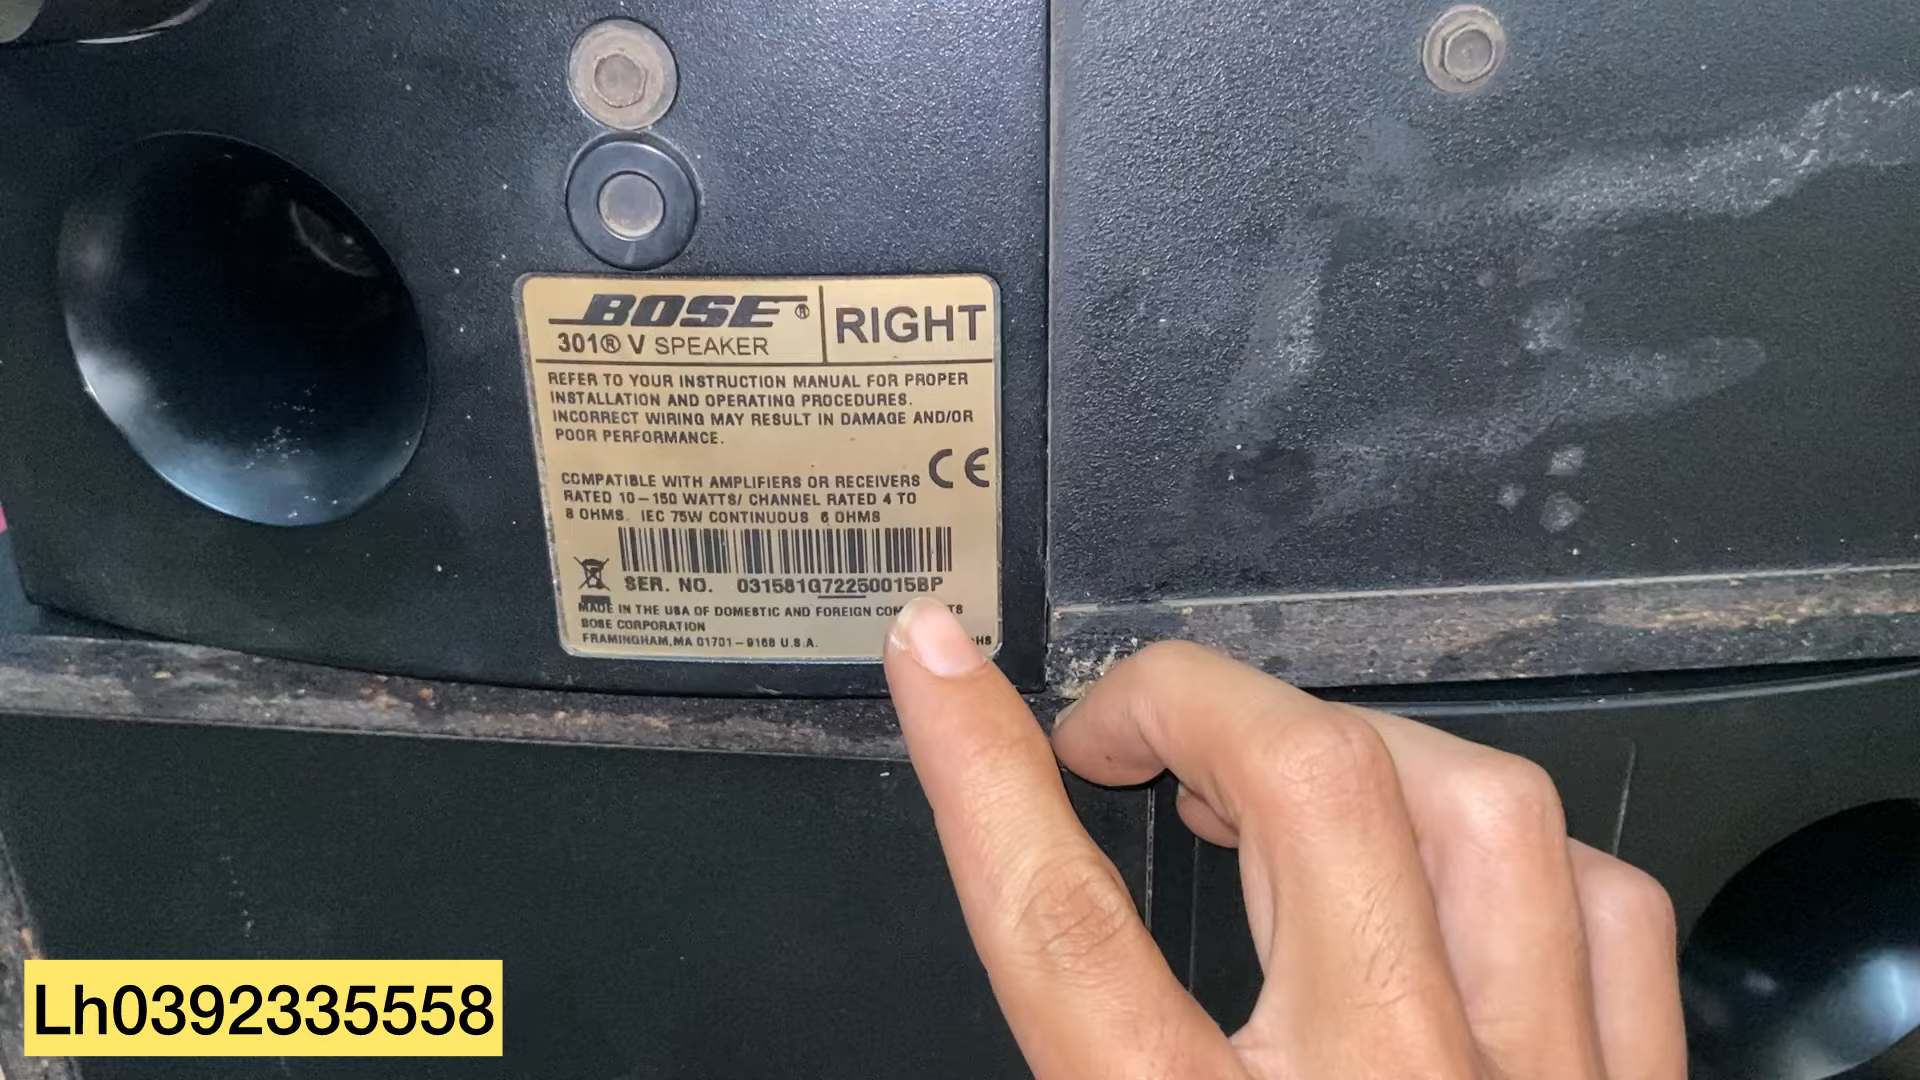 BOSE®
301® V SPEAKER
RIGHT
REFER TO YOUR INSTRUCTION MANUAL FOR PROPER
INSTALLATION AND OPERATING PROCEDURES.
INCORRECT WIRING MAY RESULT IN DAMAGE AND/OR
POOR PERFORMANCE.
CE
COMPATIBLE WITH AMPLIFIERS OR RECEIVERS
RATED 10-150 WATTS/ CHANNEL RATED 4 TO
8 OHMS. IEC 75W CONTINUOUS 6 OHMS
SER. NO. 031581G72250015BP
MADE IN THE USA OF DOMESTIC AND FOREIGN
BOSE CORPORATION
FRAMINGHAM,MA 01701-9168 U.S.A.
Lh0392335558